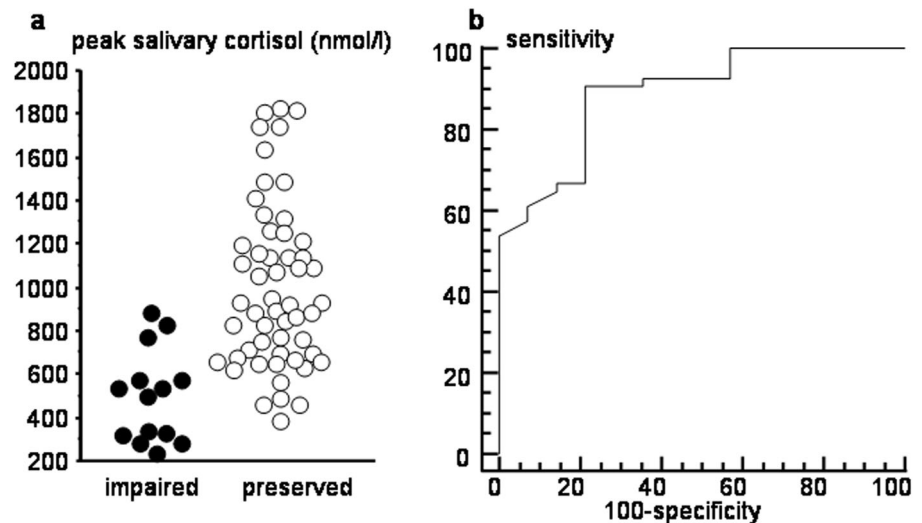 a
peak salivary cortisol (nmol/l)
2000
1800
1600
1400
1200
1000
800
600
400
200
impaired preserved
b
sensitivity
100
80
60
40
20
0
0 20 40 60 80 100
100-specificity